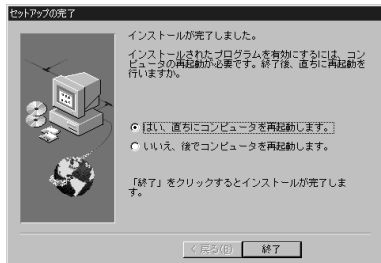 セットアップの完了
インストールが完了しました。
インストールされたプログラムを有効にするには、コン
ピュータの再起動が必要です。終了後、直ちに再起動を
行いますか。
はい、直ちにコンピュータを再起動します。
いいえ、後でコンピュータを再起動します。
「終了」をクリックするとインストールが完了しま
す。
< 戻る(B)
終了